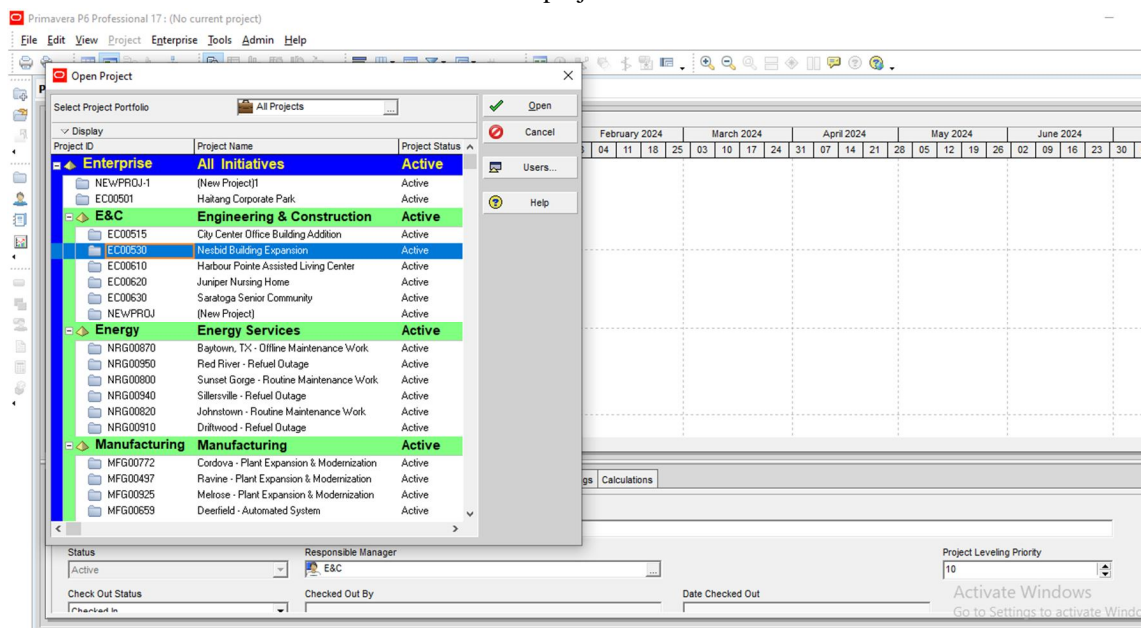 Primavera P6 Professional 17 : (No current project)
File Edit View Project Enterprise Tools Admin Help
Open Project
Select Project Portfolio All Projects ... Open
Display Cancel
Project ID Project Name Project Status
Enterprise All Initiatives Active Users...
NEWPROJ-1 (New Project)1 Active
EC00501 Haitang Corporate Park Active Help
E&C Engineering & Construction Active
EC00515 City Center Office Building Addition Active
EC00530 Nesbid Building Expansion Active
EC00610 Harbour Pointe Assisted Living Center Active
EC00620 Juniper Nursing Home Active
EC00630 Saratoga Senior Community Active
NEWPROJ (New Project) Active
Energy Energy Services Active
NRG00870 Baytown, TX - Offline Maintenance Work Active
NRG00950 Red River - Refuel Outage Active
NRG00800 Sunset Gorge - Routine Maintenance Work Active
NRG00940 Sillersville - Refuel Outage Active
NRG00820 Johnstown - Routine Maintenance Work Active
NRG00910 Driftwood - Refuel Outage Active
Manufacturing Manufacturing Active
MFG00772 Cordova - Plant Expansion & Modernization Active
MFG00497 Ravine - Plant Expansion & Modernization Active
MFG00925 Melrose - Plant Expansion & Modernization Active
MFG00659 Deerfield - Automated System Active
February 2024 March 2024 April 2024 May 2024 June 2024
04 11 18 25 03 10 17 24 31 07 14 21 28 05 12 19 26 02 09 16 23 30
gs Calculations
Status Responsible Manager Project Leveling Priority
Active E&C ... 10
Check Out Status Checked Out By Date Checked Out
Checked In
Activate Windows
Go to Settings to activate Windo